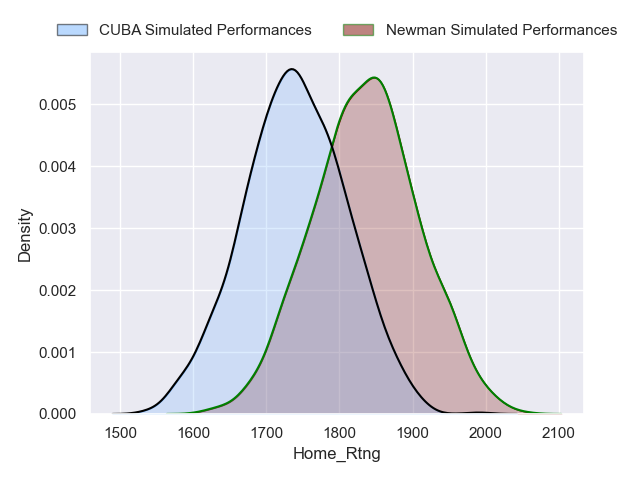 CUBA Simulated Performances
Newman Simulated Performances
0.005
0.004
0.003
0.002
0.001
0.000
Density
1500 1600 1700 1800 1900 2000 2100
Home_Rtng